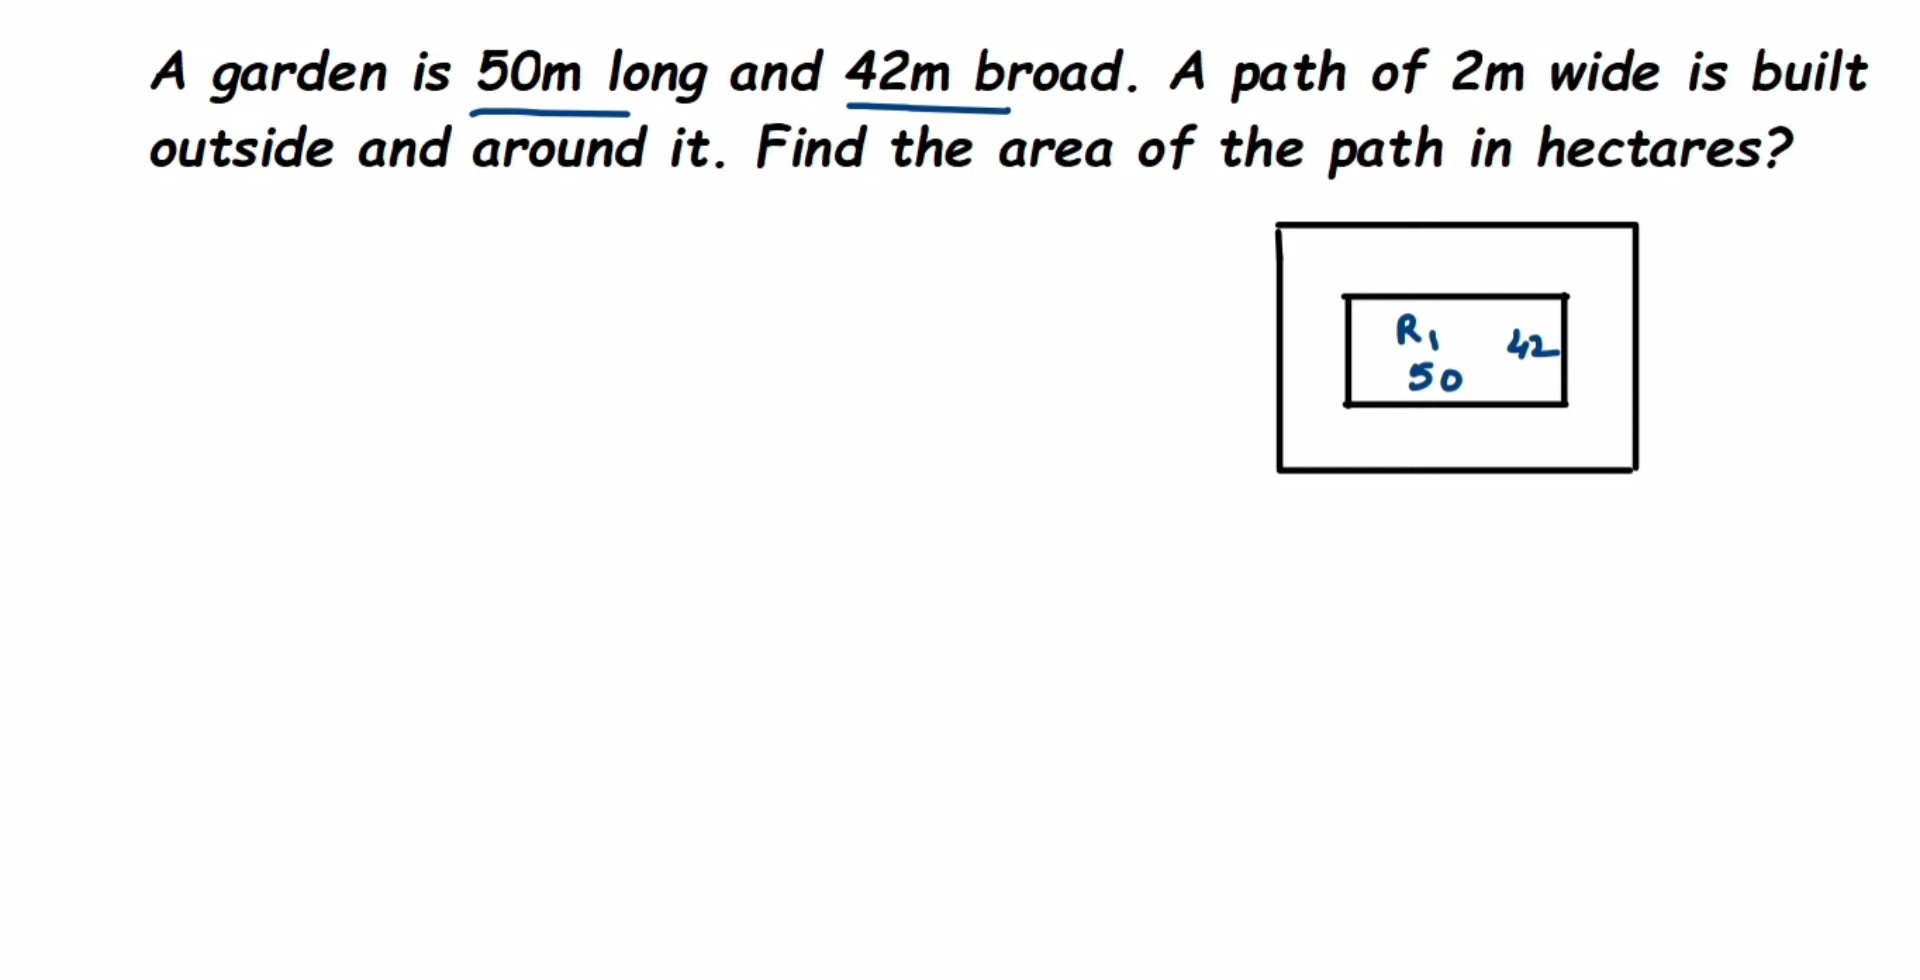 A garden is 50m long and 42m broad. A path of 2m wide is built
outside and around it. Find the area of the path in hectares?
R1 42
50